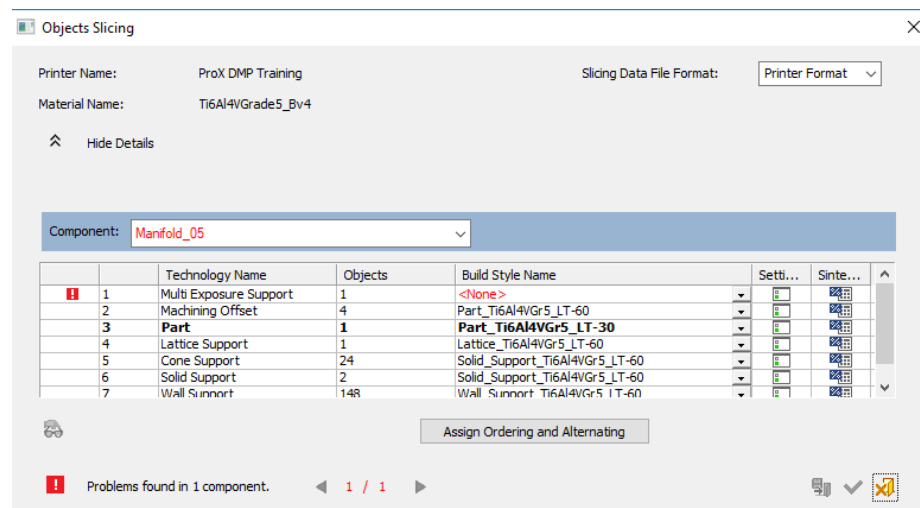 Objects Slicing
Printer Name: ProX DMP Training Slicing Data File Format: Printer Format
Material Name: Ti6Al4VGrade5_Bv4
Hide Details
Component: Manifold_05
Technology Name Objects Build Style Name Setti... Sinte...
1 Multi Exposure Support 1 <None>
2 Machining Offset 4 Part_Ti6Al4VGr5_LT-60
3 Part 1 Part_Ti6Al4VGr5_LT-30
4 Lattice Support 1 Lattice_Ti6Al4VGr5_LT-60
5 Cone Support 24 Solid_Support_Ti6Al4VGr5_LT-60
6 Solid Support 2 Solid_Support_Ti6Al4VGr5_LT-60
7 Wall Support 148 Wall_Support_Ti6Al4VGr5_LT-60
Assign Ordering and Alternating
Problems found in 1 component. 1 / 1